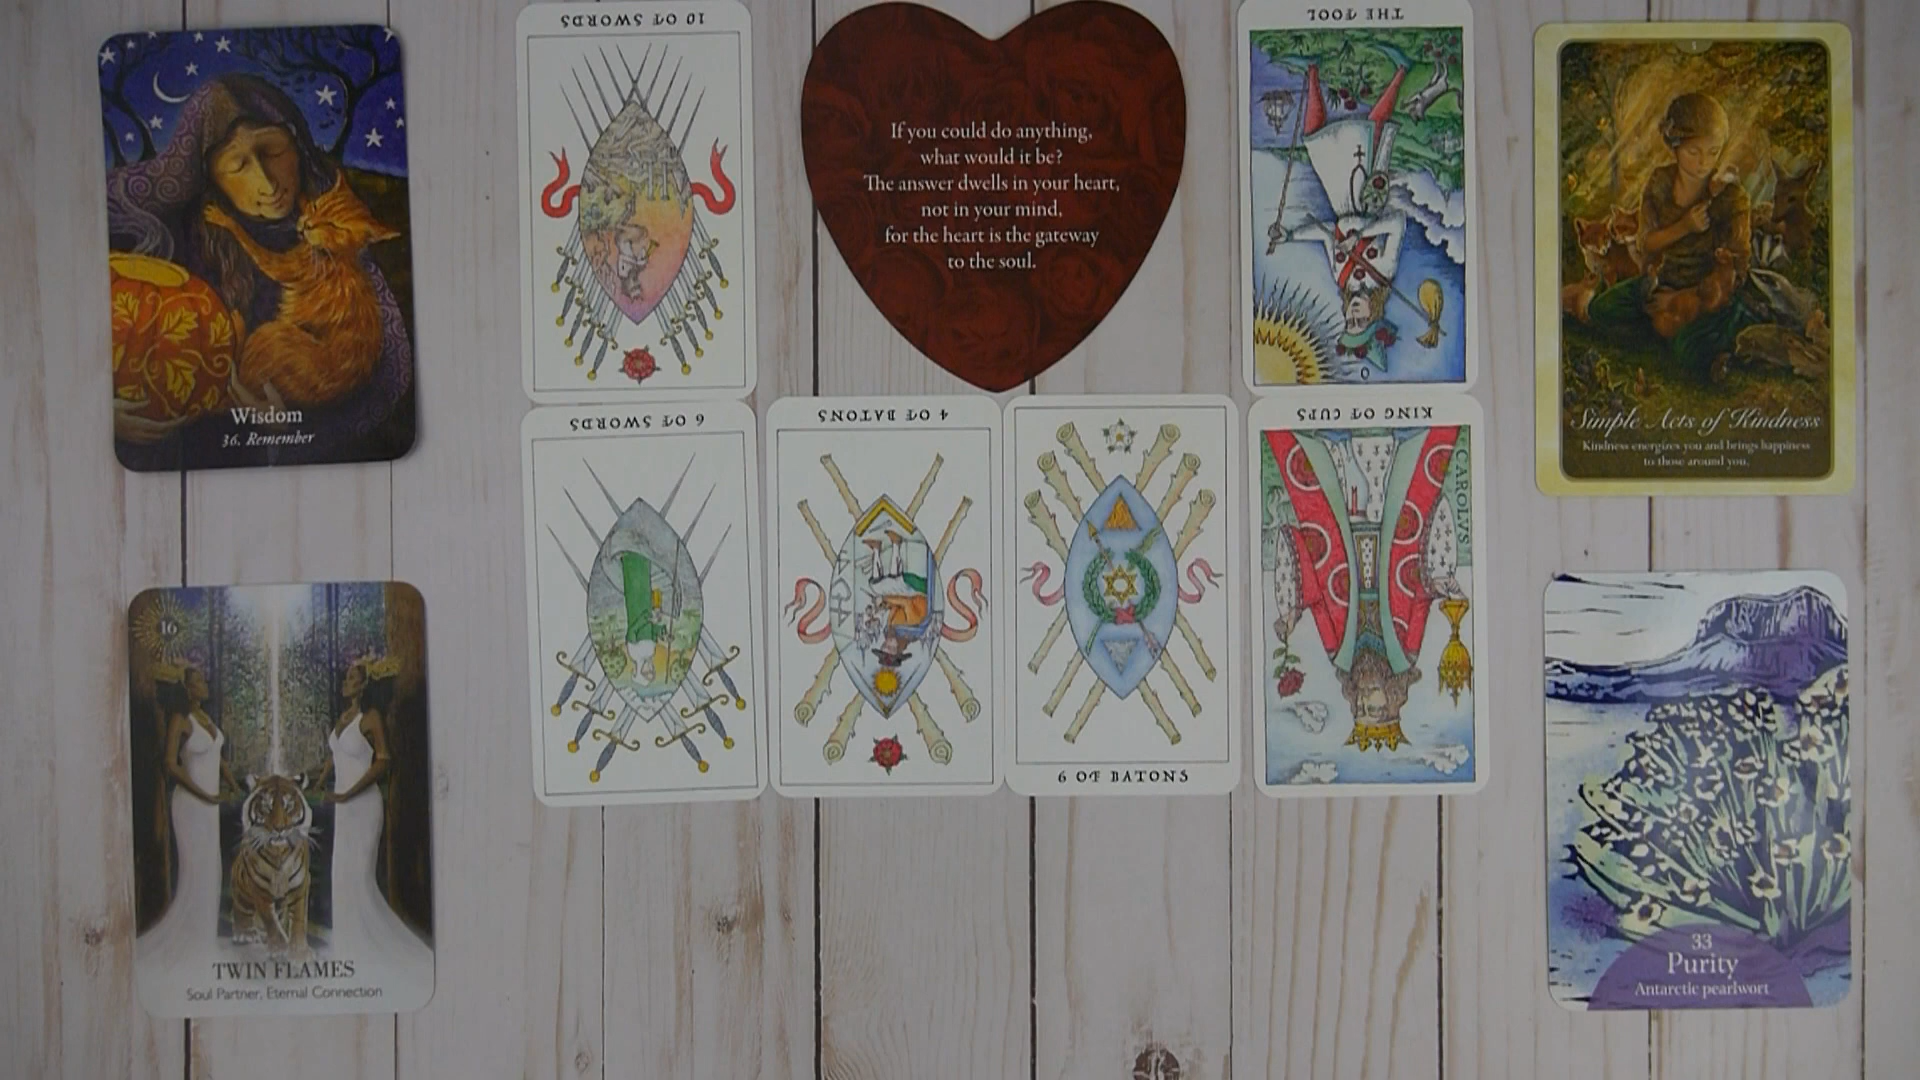 Wisdom
36. Remember
10 OF SWORDS
If you could do anything,
what would it be?
The answer dwells in your heart,
not in your mind,
for the heart is the gateway
to the soul.
THE FOOL
0
Simple Acts of Kindness
Kindness energizes you and brings happiness
to those around you.
16
TWIN FLAMES
Soul Partner, Eternal Connection
6 OF SWORDS
4 OF BATONS
6 OF BATONS
KING OF CUPS
CAROLVS
33
Purity
Antarctic pearlwort